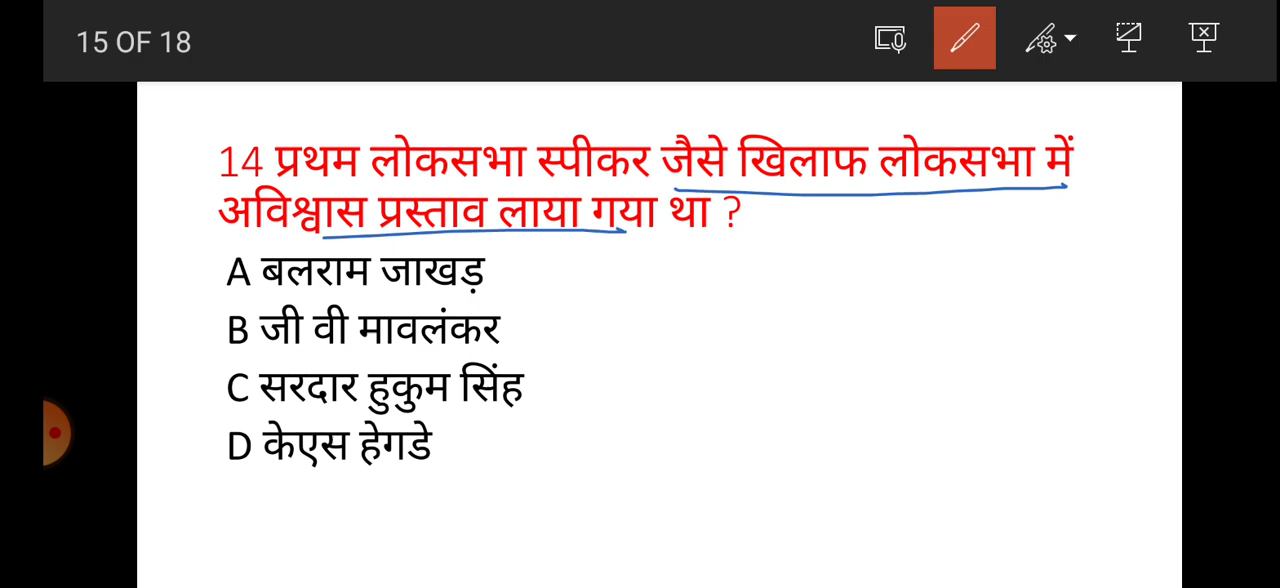 15 OF 18
14 प्रथम लोकसभा स्पीकर जैसे खिलाफ लोकसभा में
अविश्वास प्रस्ताव लाया गया था ?
A बलराम जाखड़
B जी वी मावलंकर
C सरदार हुकुम सिंह
D केएस हेगडे